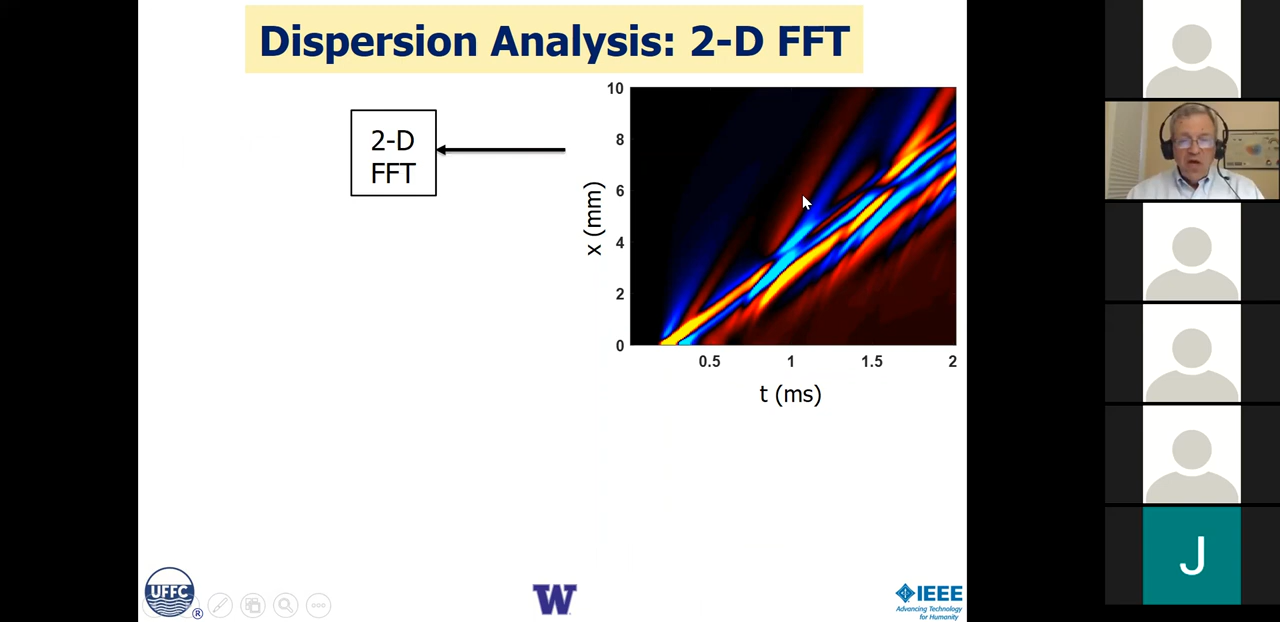 Dispersion Analysis: 2-D FFT
2-D
FFT
10
8
6
4
2
0
x (mm)
0.5
1
1.5
2
t (ms)
UFFC
®
W
IEEE
Advancing Technology
for Humanity
J